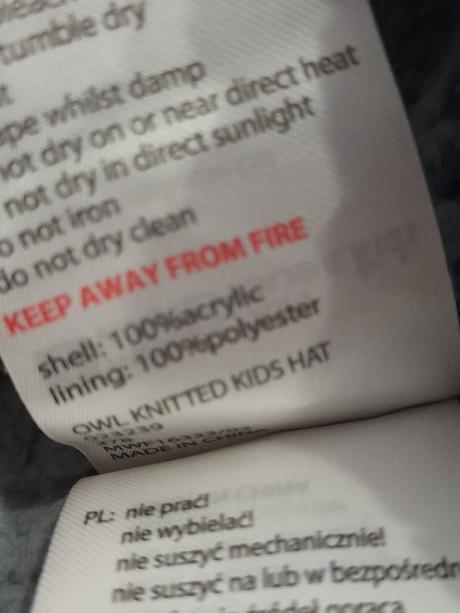 tumble dry
whilst damp
not dry on or near direct heat
not dry in direct sunlight
not iron
do not dry clean
KEEP AWAY FROM FIRE
shell: 100%acrylic
lining: 100%polyester
OWL KNITTED KIDS HAT
MADE IN CHINA
PL: nie prać!
nie wybielać!
nie suszyć mechanicznie!
nie suszyć na lub w bezpośredn